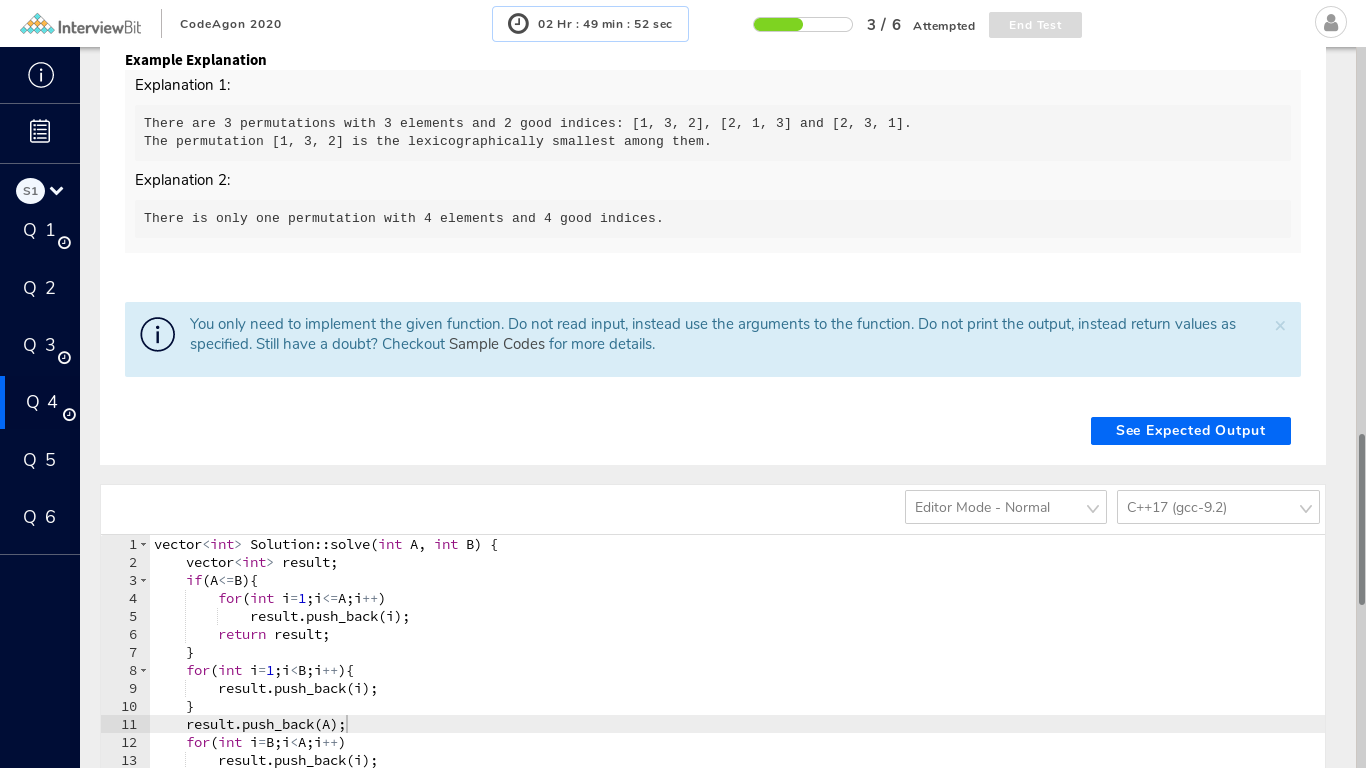 InterviewBit
CodeAgon 2020
02 Hr : 49 min : 52 sec
3 / 6 Attempted
End Test
S1
Q 1
Q 2
Q 3
Q 4
Q 5
Q 6
Example Explanation
Explanation 1:
There are 3 permutations with 3 elements and 2 good indices: [1, 3, 2], [2, 1, 3] and [2, 3, 1].
The permutation [1, 3, 2] is the lexicographically smallest among them.
Explanation 2:
There is only one permutation with 4 elements and 4 good indices.
You only need to implement the given function. Do not read input, instead use the arguments to the function. Do not print the output, instead return values as
specified. Still have a doubt? Checkout Sample Codes for more details.
×
See Expected Output
Editor Mode - Normal
C++17 (gcc-9.2)
1 vector<int> Solution::solve(int A, int B) {
2     vector<int> result;
3     if(A<=B){
4         for(int i=1;i<=A;i++)
5             result.push_back(i);
6         return result;
7     }
8     for(int i=1;i<B;i++){
9         result.push_back(i);
10     }
11     result.push_back(A);
12     for(int i=B;i<A;i++)
13         result.push_back(i);